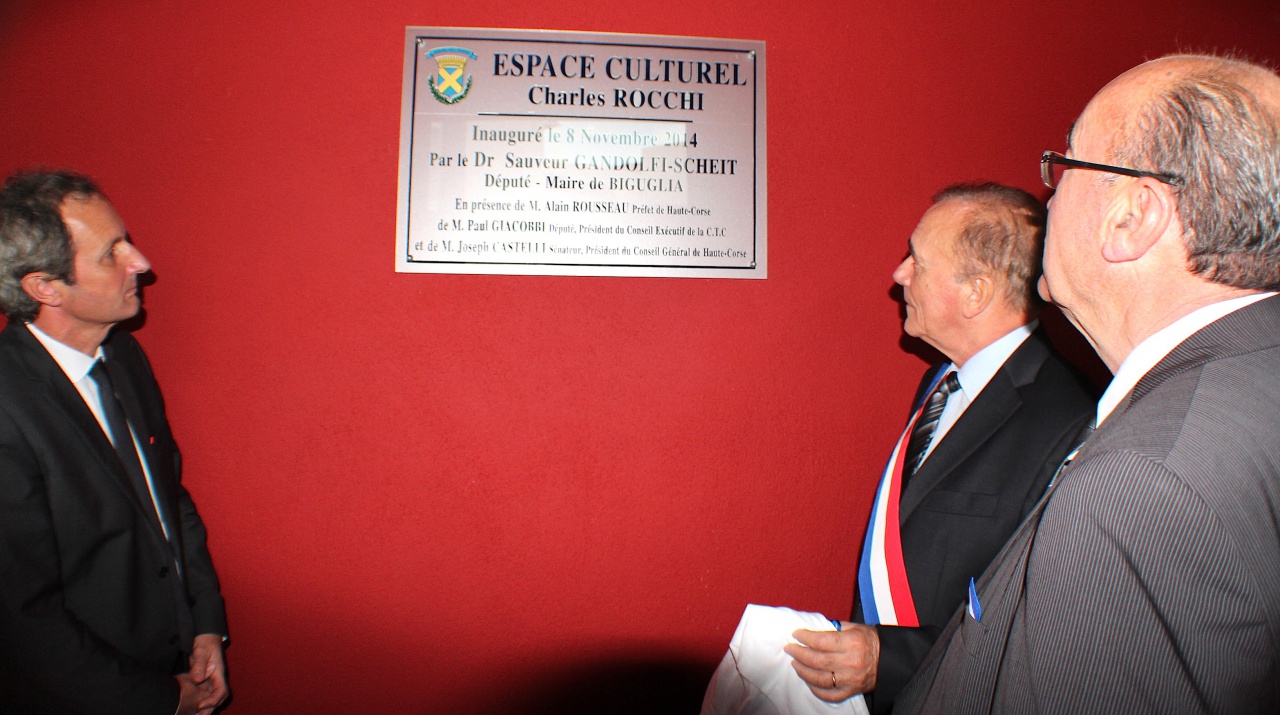 ESPACE CULTUREL
Charles ROCCHI
Inauguré le 8 Novembre 2014
Par le Dr Sauveur GANDOLFI-SCHEIT
Député - Maire de BIGUGLIA
En présence de M. Alain ROUSSEAU Préfet de Haute-Corse
de M. Paul GIACOBBI Député, Président du Conseil Exécutif de la C.T.C
et de M. Joseph CASTELLI Sénateur, Président du Conseil Général de Haute-Corse